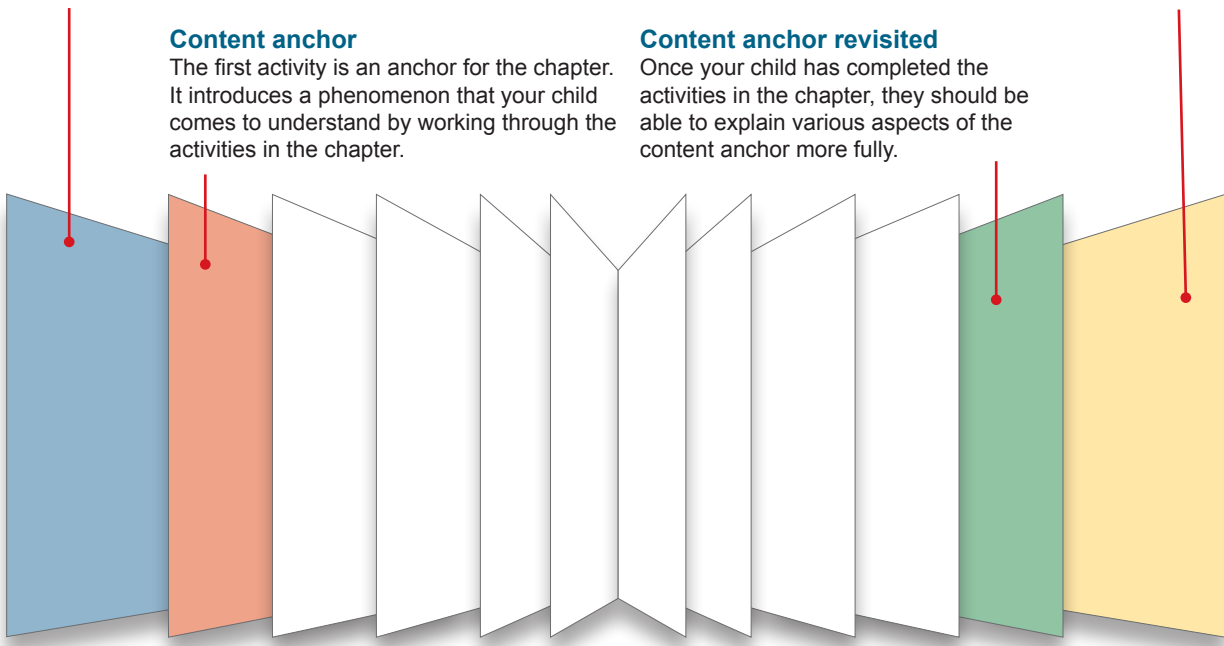 Content anchor
The first activity is an anchor for the chapter.
It introduces a phenomenon that your child
comes to understand by working through the
activities in the chapter.
Content anchor revisited
Once your child has completed the
activities in the chapter, they should be
able to explain various aspects of the
content anchor more fully.